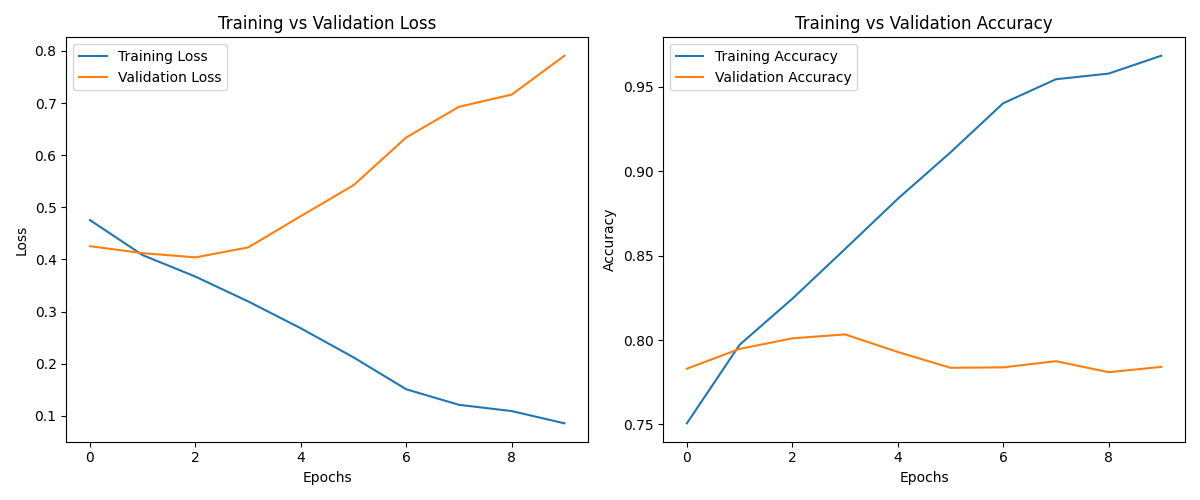 Training vs Validation Loss
Training Loss
Validation Loss
0.8
0.7
0.6
0.5
0.4
0.3
0.2
0.1
Loss
0 2 4 6 8
Epochs
Training vs Validation Accuracy
Training Accuracy
Validation Accuracy
0.95
0.90
0.85
0.80
0.75
Accuracy
0 2 4 6 8
Epochs